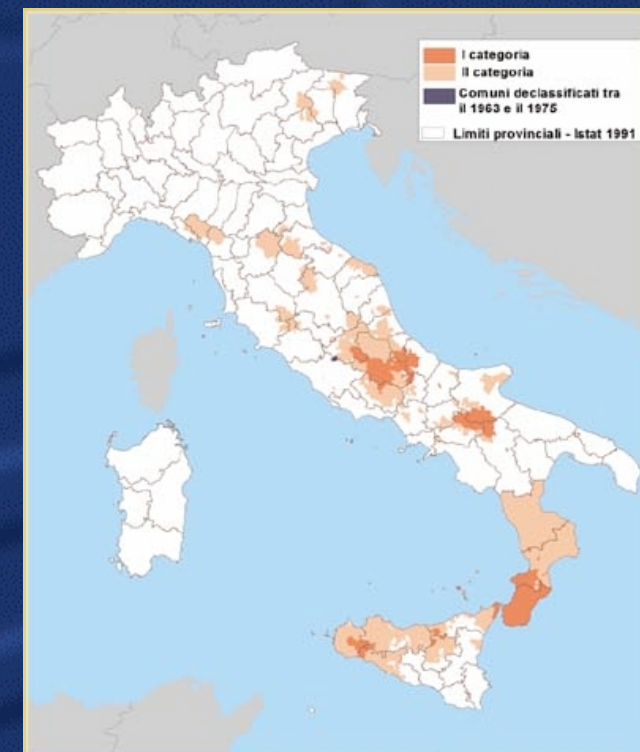 I categoria
II categoria
Comuni declassificati tra
il 1963 e il 1975
Limiti provinciali - Istat 1991